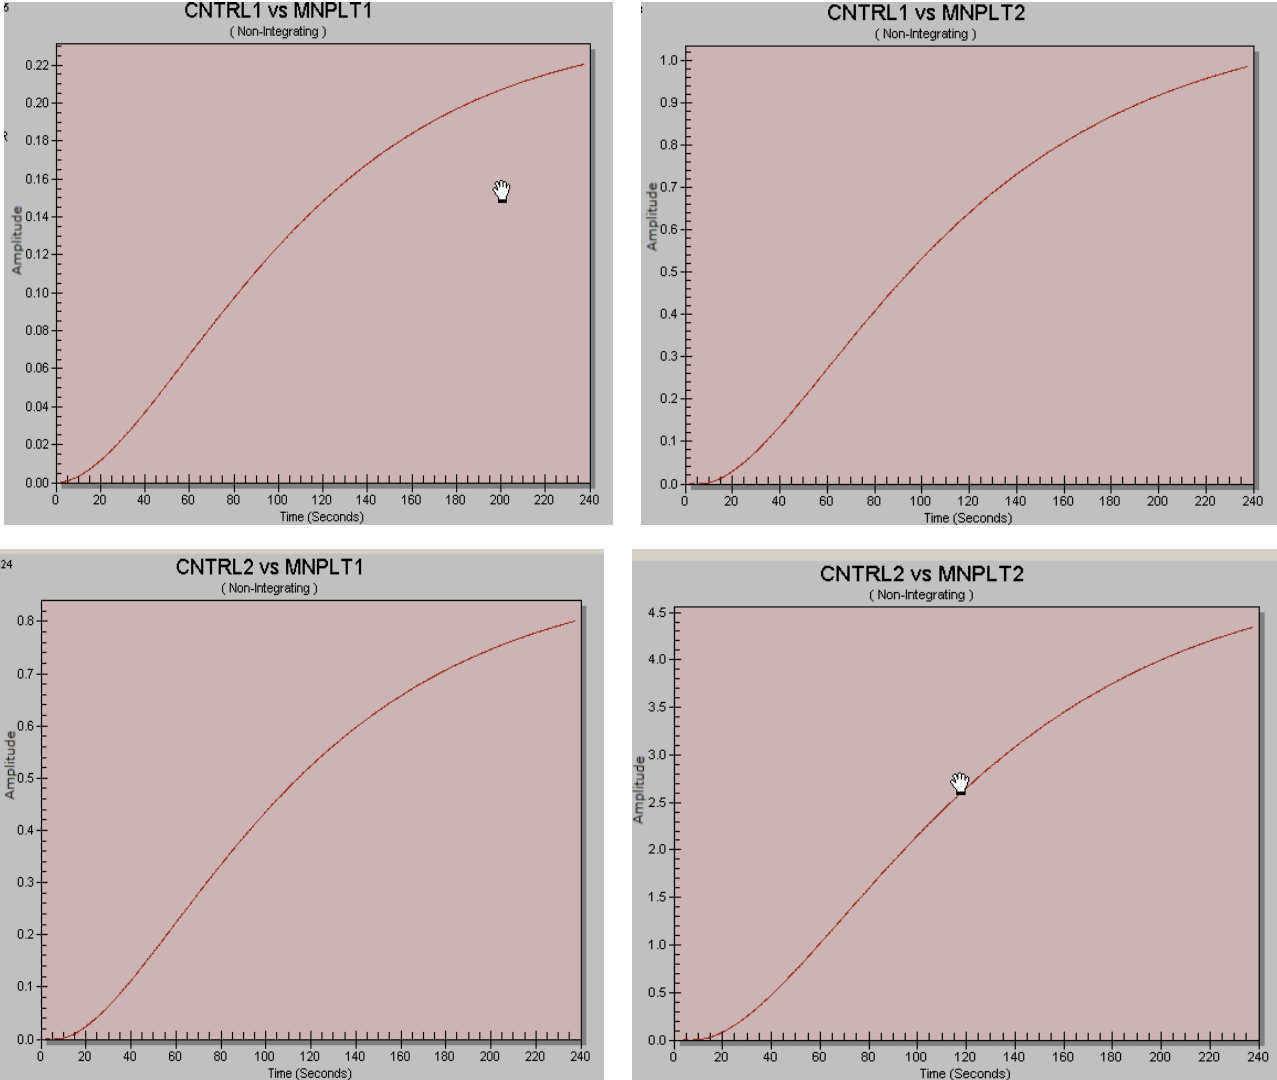 CNTRL1 vs MNPLT1
( Non-Integrating )
0.22
0.20
0.18
0.16
0.14
0.12
0.10
0.08
0.06
0.04
0.02
0.00
Amplitude
0 20 40 60 80 100 120 140 160 180 200 220 240
Time (Seconds)
CNTRL1 vs MNPLT2
( Non-Integrating )
1.0
0.9
0.8
0.7
0.6
0.5
0.4
0.3
0.2
0.1
0.0
Amplitude
0 20 40 60 80 100 120 140 160 180 200 220 240
Time (Seconds)
24
CNTRL2 vs MNPLT1
( Non-Integrating )
0.8
0.7
0.6
0.5
0.4
0.3
0.2
0.1
0.0
Amplitude
0 20 40 60 80 100 120 140 160 180 200 220 240
Time (Seconds)
CNTRL2 vs MNPLT2
( Non-Integrating )
4.5
4.0
3.5
3.0
2.5
2.0
1.5
1.0
0.5
0.0
Amplitude
0 20 40 60 80 100 120 140 160 180 200 220 240
Time (Seconds)